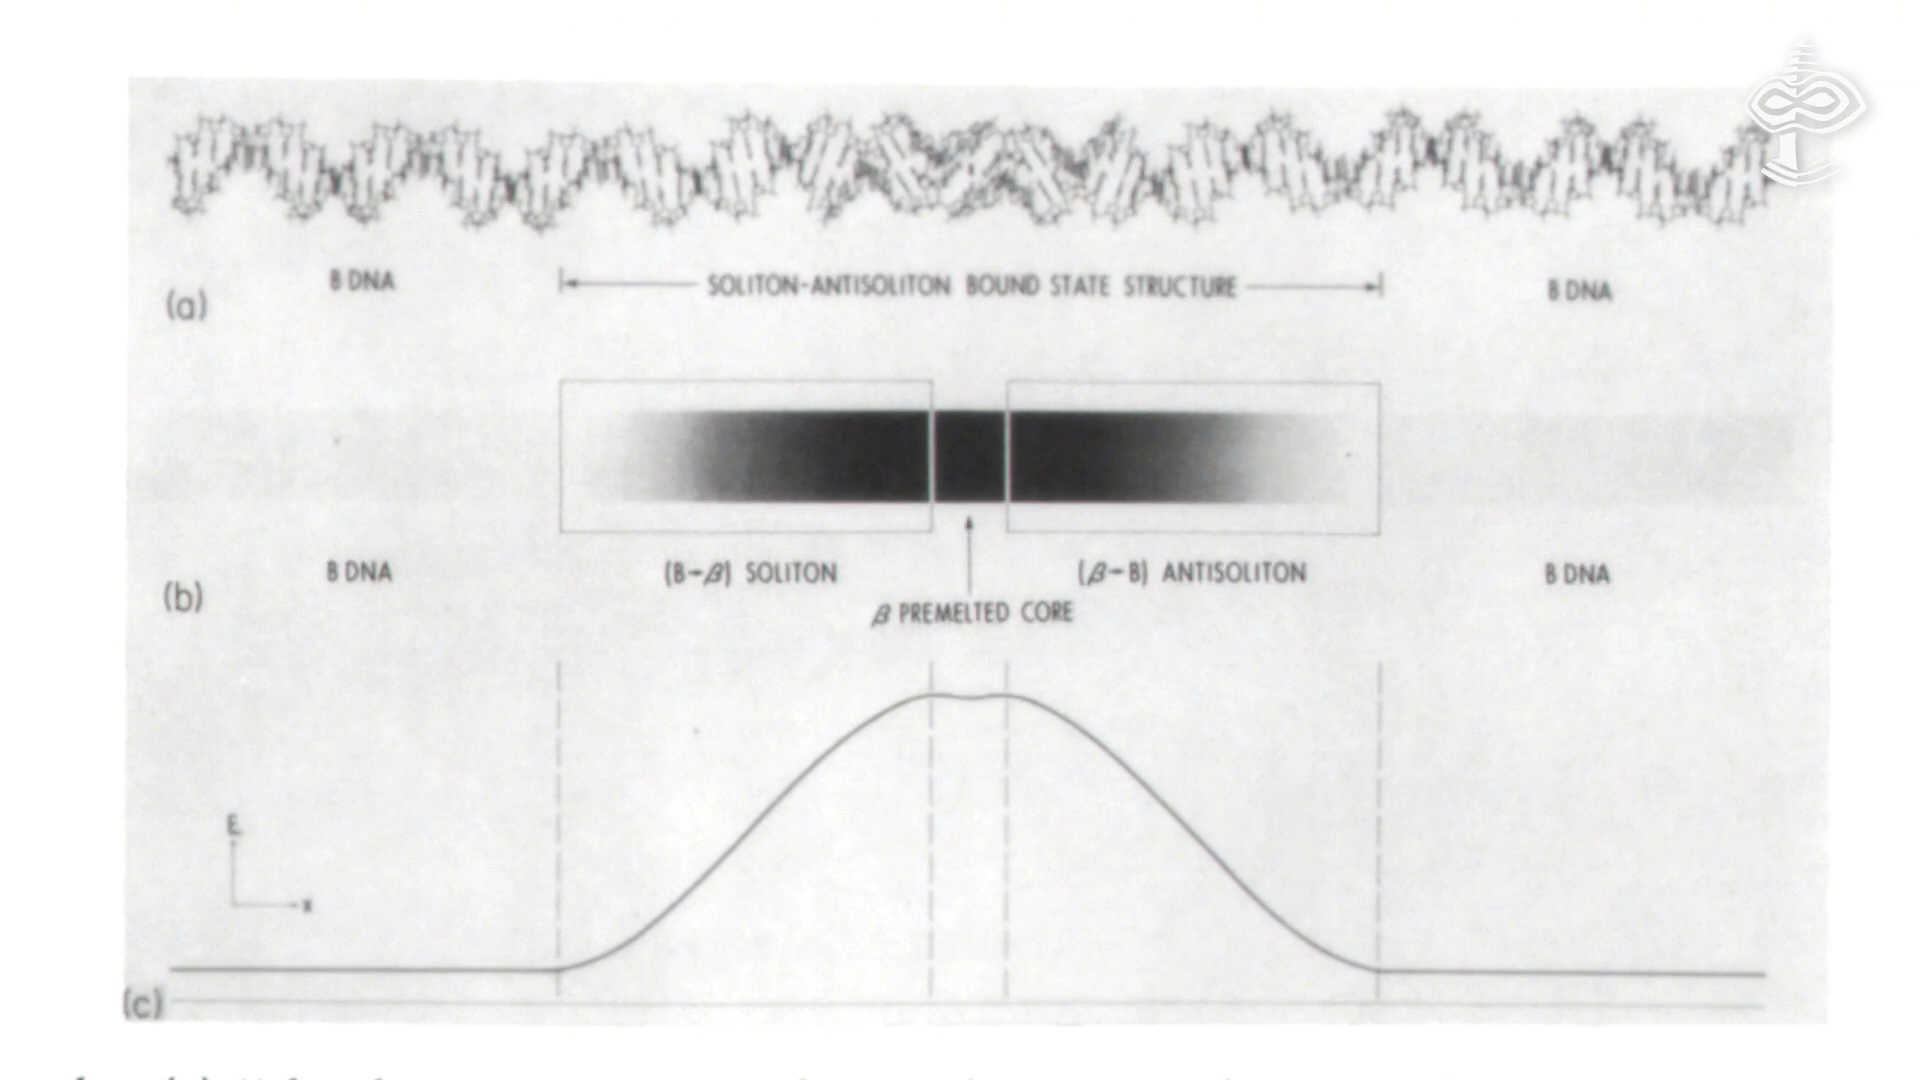 B DNA
SOLITON-ANTISOLITON BOUND STATE STRUCTURE
B DNA
(a)
B DNA
(B→β) SOLITON
(β→B) ANTISOLITON
B DNA
(b)
β PREMELTED CORE
E
x
(c)